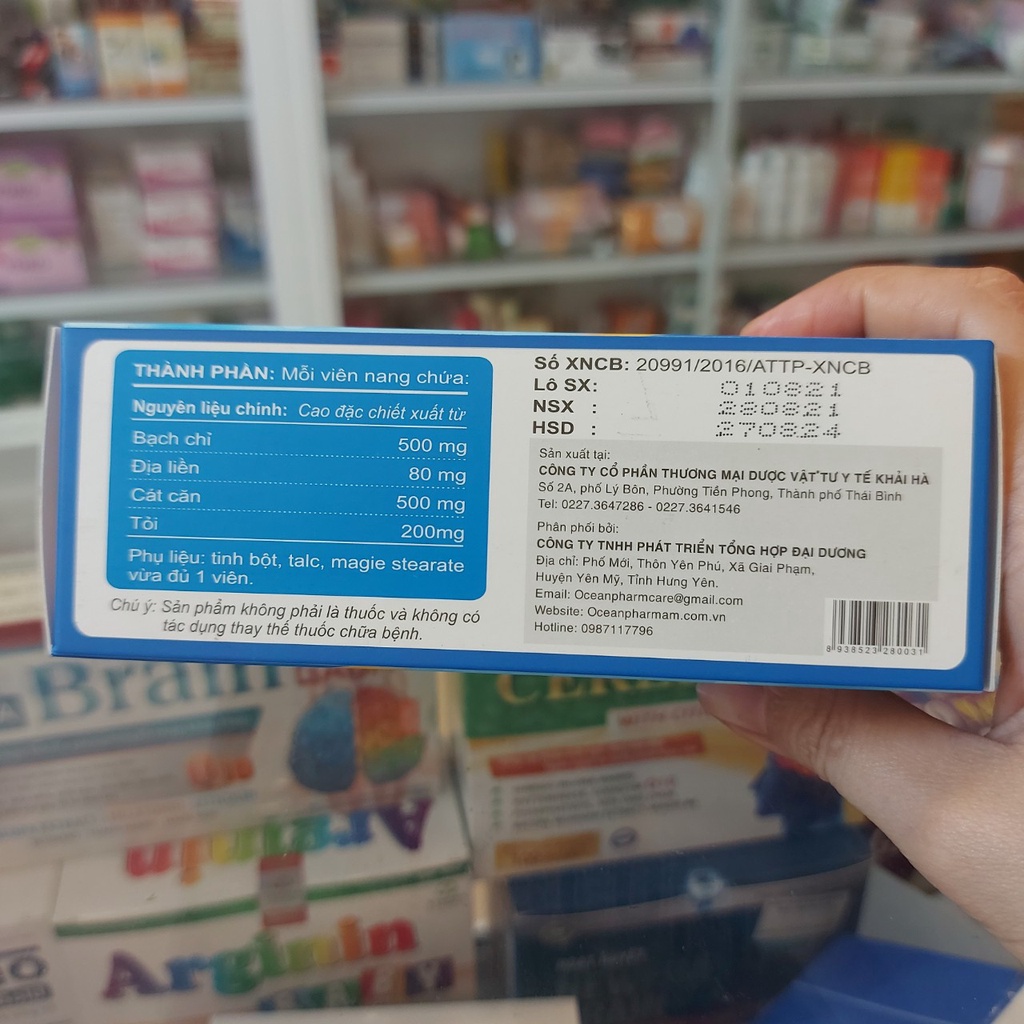 THÀNH PHẦN: Mỗi viên nang chứa:
Nguyên liệu chính: Cao đặc chiết xuất từ
Bạch chỉ 500 mg
Địa liền 80 mg
Cát căn 500 mg
Tỏi 200mg
Phụ liệu: tinh bột, talc, magie stearate
vừa đủ 1 viên.
Chú ý: Sản phẩm không phải là thuốc và không có
tác dụng thay thế thuốc chữa bệnh.
Số XNCB: 20991/2016/ATTP-XNCB
Lô SX: 010821
NSX : 280821
HSD : 270824
Sản xuất tại:
CÔNG TY CỔ PHẦN THƯƠNG MẠI DƯỢC VẬT TƯ Y TẾ KHẢI HÀ
Số 2A, phố Lý Bôn, Phường Tiền Phong, Thành phố Thái Bình
Tel: 0227.3647286 - 0227.3641546
Phân phối bởi:
CÔNG TY TNHH PHÁT TRIỂN TỔNG HỢP ĐẠI DƯƠNG
Địa chỉ: Phố Mới, Thôn Yên Phú, Xã Giai Phạm,
Huyện Yên Mỹ, Tỉnh Hưng Yên.
Email: Oceanpharmcare@gmail.com
Website: Oceanpharmam.com.vn
Hotline: 0987117796
8 938523 280031
Brain
Arginin
Arginin
BABY